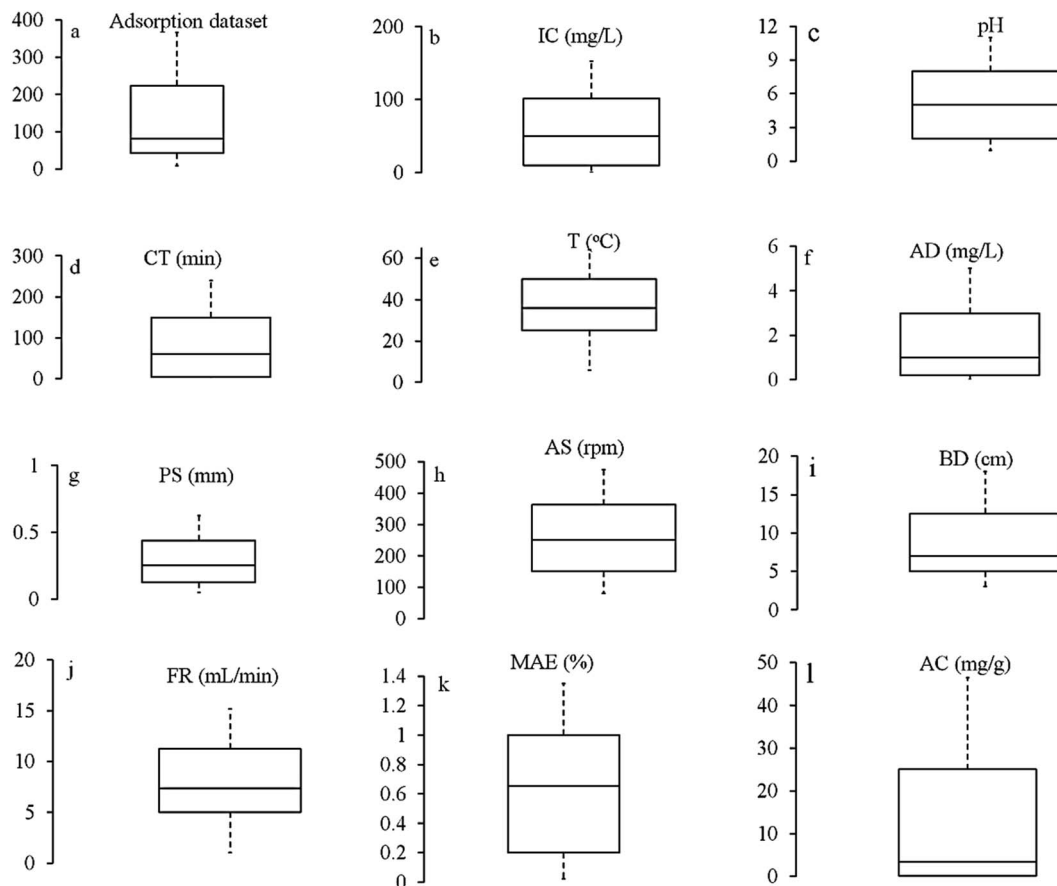 a
Adsorption dataset
400
300
200
100
0
b
IC (mg/L)
200
100
0
c
pH
12
9
6
3
0
d
CT (min)
300
200
100
0
e
T (ºC)
60
40
20
0
f
AD (mg/L)
6
4
2
0
g
PS (mm)
1
0.5
0
h
AS (rpm)
500
400
300
200
100
0
i
BD (cm)
20
15
10
5
0
j
FR (mL/min)
20
15
10
5
0
k
MAE (%)
1.4
1.2
1
0.8
0.6
0.4
0.2
0
l
AC (mg/g)
50
40
30
20
10
0